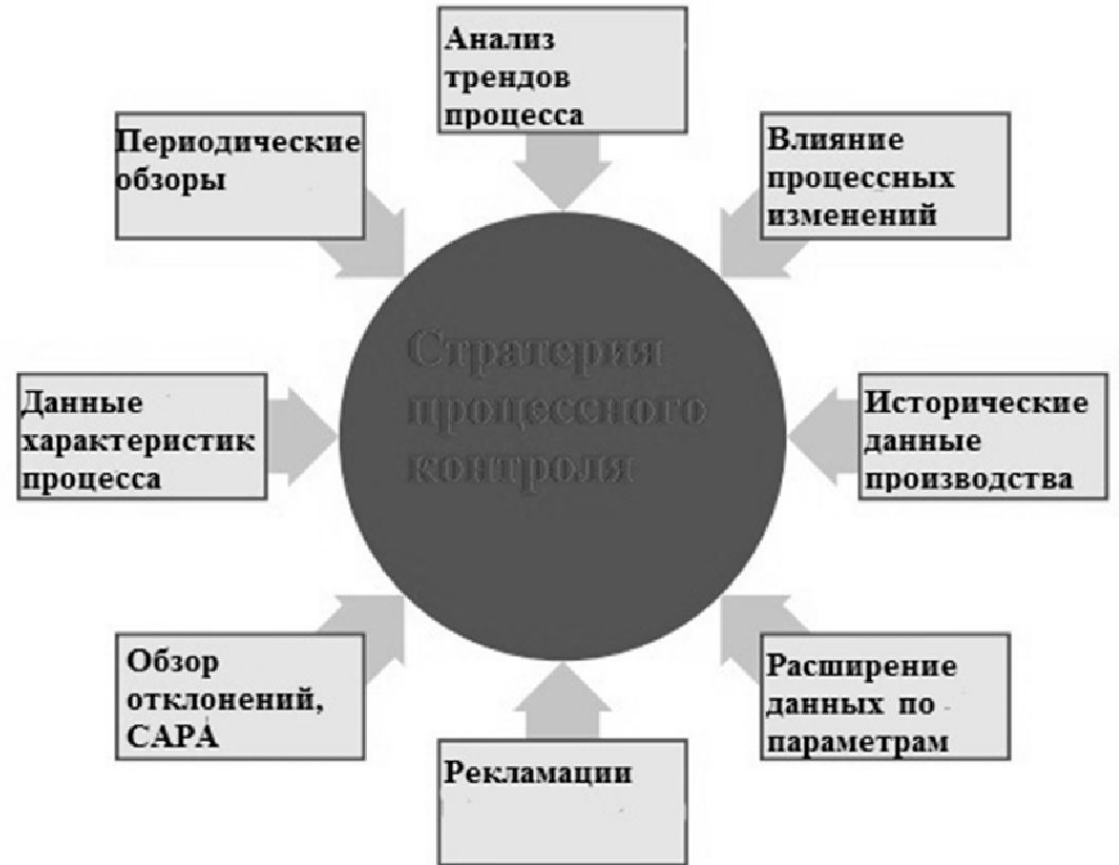 Анализ
трендов
процесса
Периодические
обзоры
Влияние
процессных
изменений
Стратерия
процессного
контроля
Данные
характеристик
процесса
Исторические
данные
производства
Обзор
отклонений,
САРА
Расширение
данных по
параметрам
Рекламации